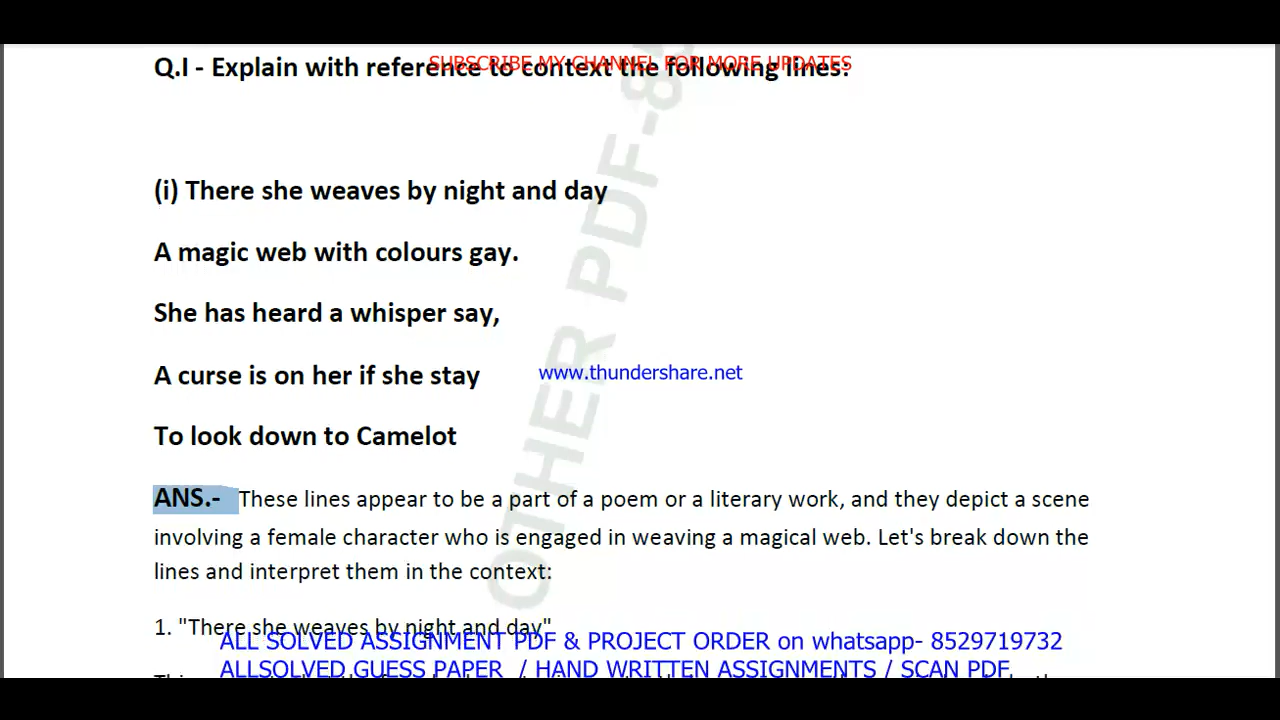 SUBSCRIBE MY CHANNEL FOR MORE UPDATES
Q.I - Explain with reference to context the following lines:
(i) There she weaves by night and day
A magic web with colours gay.
She has heard a whisper say,
A curse is on her if she stay
www.thundershare.net
To look down to Camelot
ANS.- These lines appear to be a part of a poem or a literary work, and they depict a scene
involving a female character who is engaged in weaving a magical web. Let's break down the
lines and interpret them in the context:
1. "There she weaves by night and day"
ALL SOLVED ASSIGNMENT PDF & PROJECT ORDER on whatsapp- 8529719732
ALLSOLVED GUESS PAPER / HAND WRITTEN ASSIGNMENTS / SCAN PDF
OTHER PDF-85